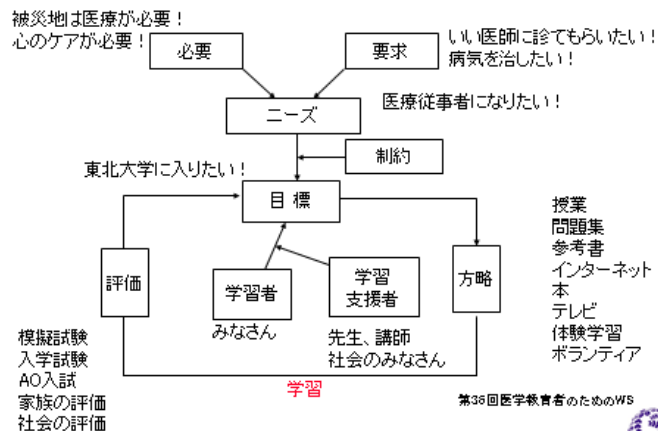 被災地は医療が必要！
心のケアが必要！
必要
要求
いい医師に診てもらいたい！
病気を治したい！
ニーズ
医療従事者になりたい！
制約
東北大学に入りたい！
目標
評価
学習者
みなさん
学習
支援者
先生、講師
社会のみなさん
方略
授業
問題集
参考書
インターネット
本
テレビ
体験学習
ボランティア
模擬試験
入学試験
AO入試
家族の評価
社会の評価
学習
第36回医学教育者のためのWS